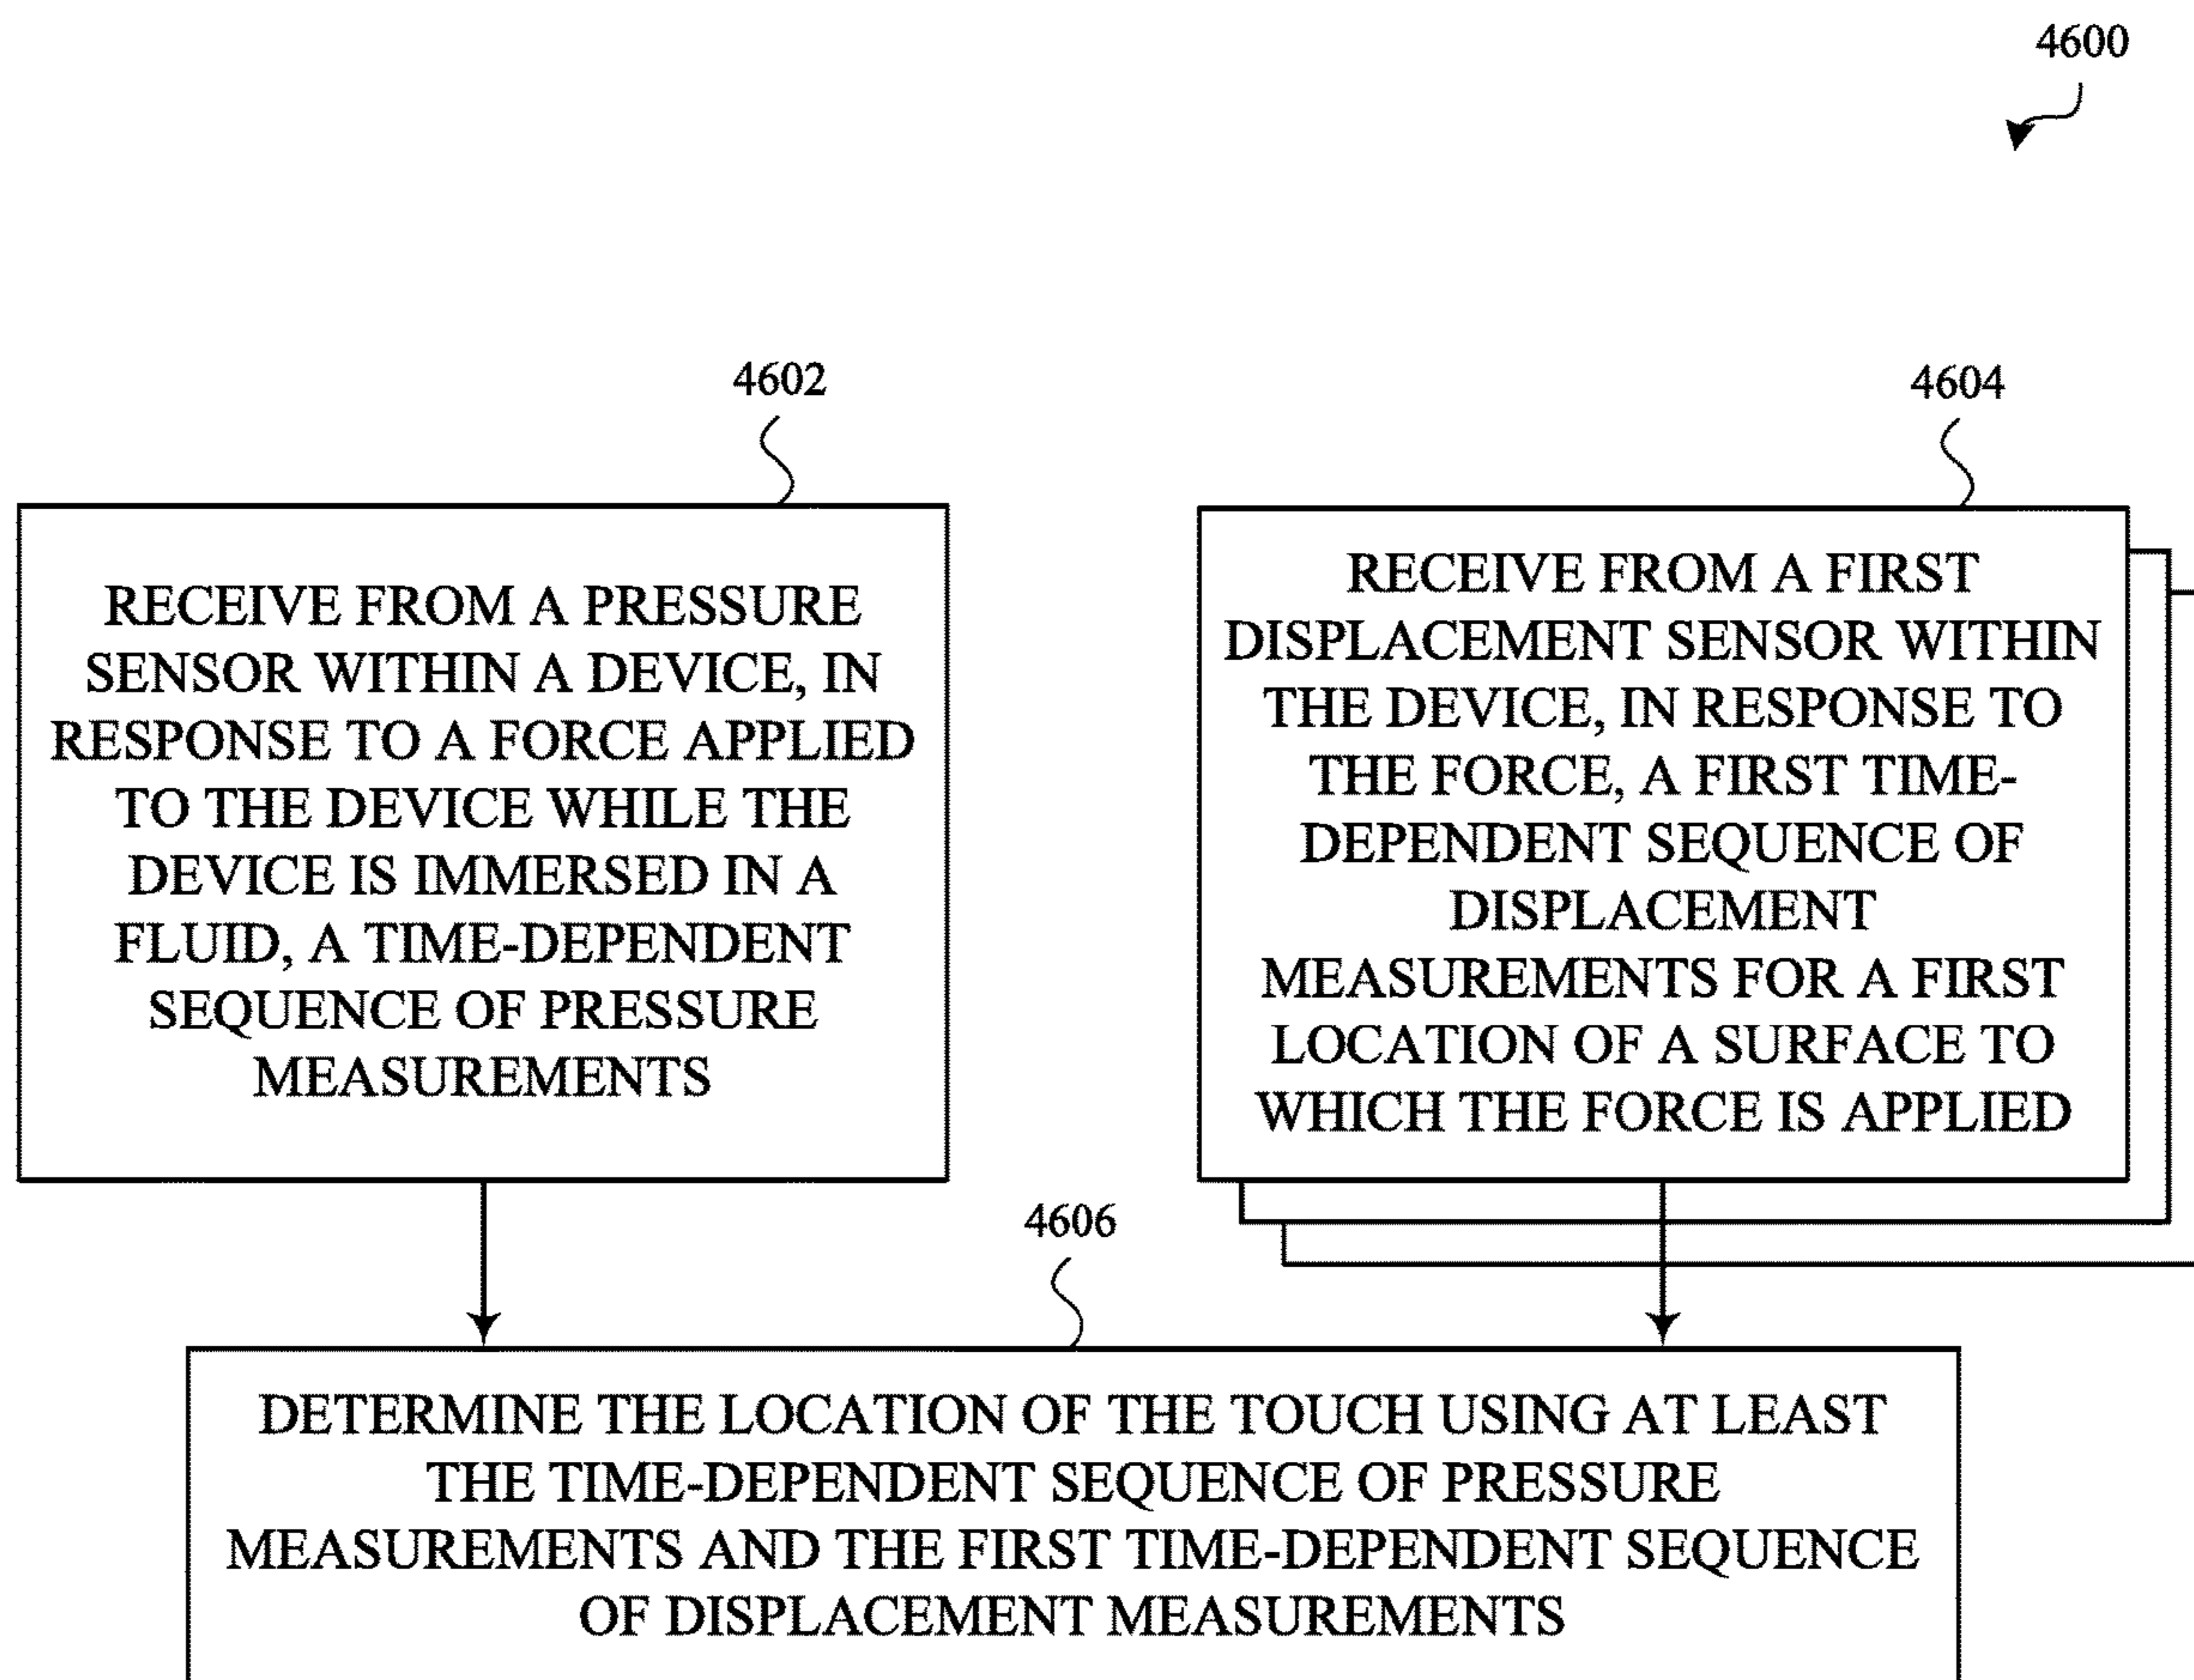 4600
4602
RECEIVE FROM A PRESSURE
SENSOR WITHIN A DEVICE, IN
RESPONSE TO A FORCE APPLIED
TO THE DEVICE WHILE THE
DEVICE IS IMMERSED IN A
FLUID, A TIME-DEPENDENT
SEQUENCE OF PRESSURE
MEASUREMENTS
4604
RECEIVE FROM A FIRST
DISPLACEMENT SENSOR WITHIN
THE DEVICE, IN RESPONSE TO
THE FORCE, A FIRST TIME-
DEPENDENT SEQUENCE OF
DISPLACEMENT
MEASUREMENTS FOR A FIRST
LOCATION OF A SURFACE TO
WHICH THE FORCE IS APPLIED
4606
DETERMINE THE LOCATION OF THE TOUCH USING AT LEAST
THE TIME-DEPENDENT SEQUENCE OF PRESSURE
MEASUREMENTS AND THE FIRST TIME-DEPENDENT SEQUENCE
OF DISPLACEMENT MEASUREMENTS